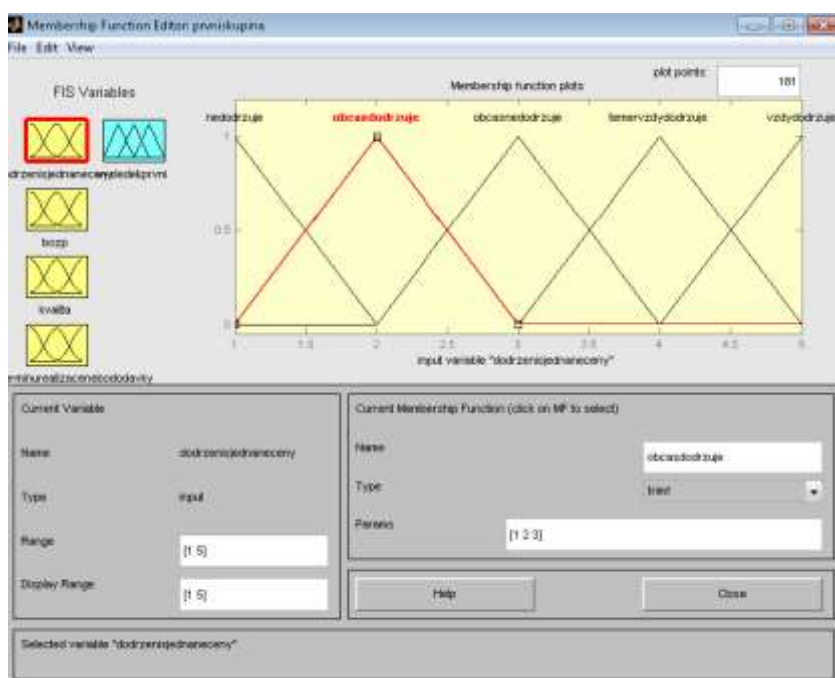 Membership Function Editor: prvniskupina
File Edit View
FIS Variables
Membership function plots
plot points:
181
nedodrzuje
obcasdodrzuje
obcasnedodrzuje
temervzdydodrzuje
vzdydodrzuje
bozp
kvalita
1
0.5
0
1 1.5 2 2.5 3 3.5 4 4.5 5
input variable "dodrzenisjednaneceny"
Current Variable
Name dodrzenisjednaneceny
Type input
Range [1 5]
Display Range [1 5]
Current Membership Function (click on MF to select)
Name obcasdodrzuje
Type trimf
Params [1 2 3]
Help Close
Selected variable "dodrzenisjednaneceny"